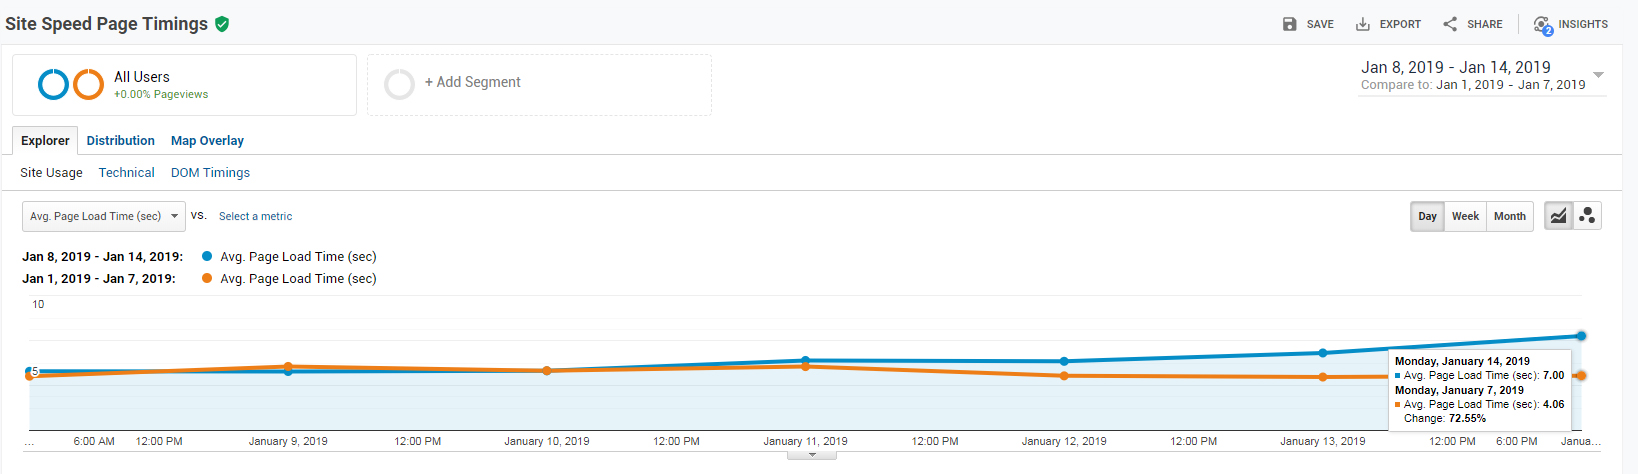 Site Speed Page Timings
SAVE EXPORT SHARE INSIGHTS
2
All Users
+0.00% Pageviews
+ Add Segment
Jan 8, 2019 - Jan 14, 2019
Compare to: Jan 1, 2019 - Jan 7, 2019
Explorer Distribution Map Overlay
Site Usage Technical DOM Timings
Avg. Page Load Time (sec) VS. Select a metric
Day Week Month
Jan 8, 2019 - Jan 14, 2019: Avg. Page Load Time (sec)
Jan 1, 2019 - Jan 7, 2019: Avg. Page Load Time (sec)
10
5
Monday, January 14, 2019
Avg. Page Load Time (sec): 7.00
Monday, January 7, 2019
Avg. Page Load Time (sec): 4.06
Change: 72.55%
... 6:00 AM 12:00 PM January 9, 2019 12:00 PM January 10, 2019 12:00 PM January 11, 2019 12:00 PM January 12, 2019 12:00 PM January 13, 2019 12:00 PM 6:00 PM Janua...